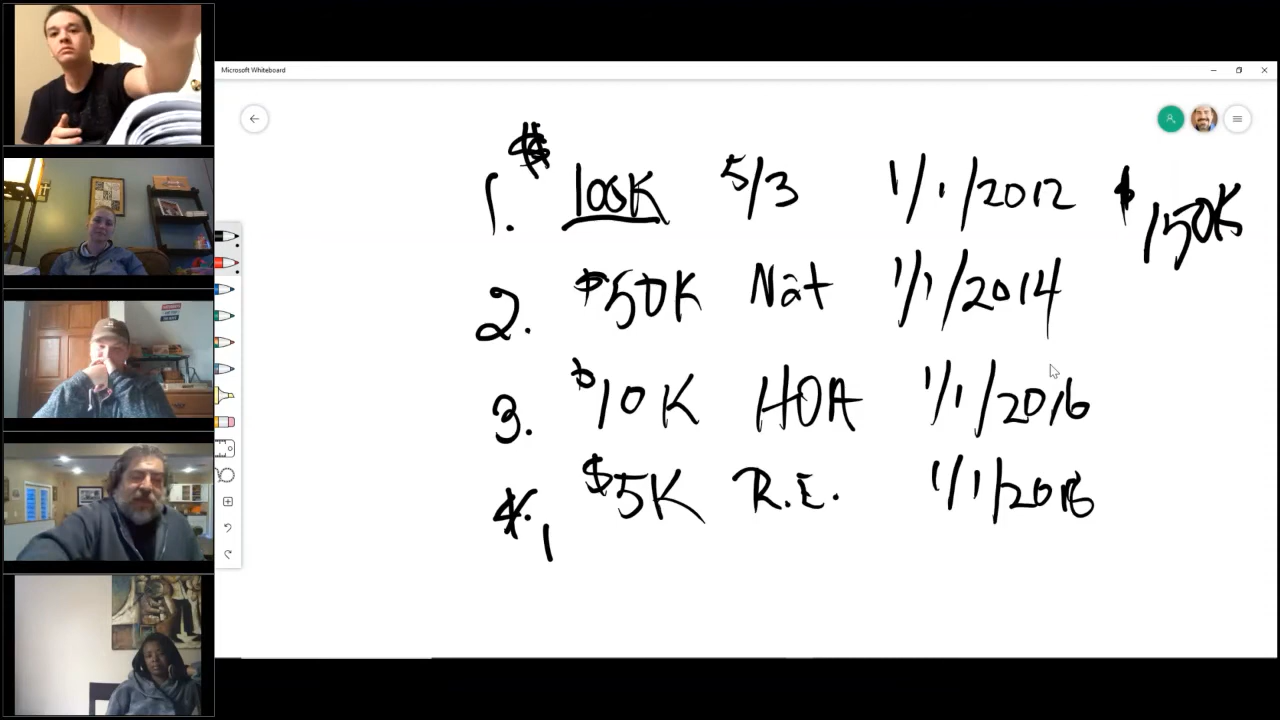 Microsoft Whiteboard
1. $ 100K 5/3 1/1/2012 $150K
2. $50K Nat 1/1/2014
3. $10K HOA 1/1/2016
4. $5K R.E. 1/1/2018